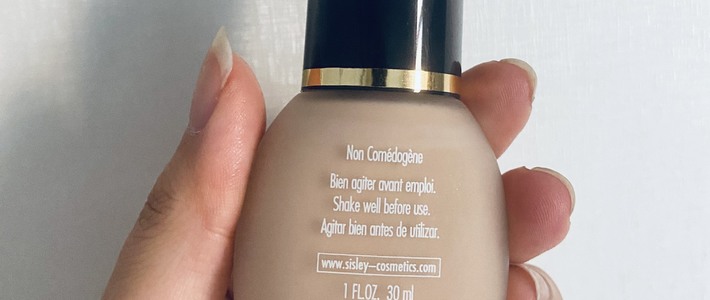 Non Comédogène
Bien agiter avant emploi.
Shake well before use.
Agitar bien antes de utilizar.
www.sisley-cosmetics.com
1 FL.OZ. 30 ml